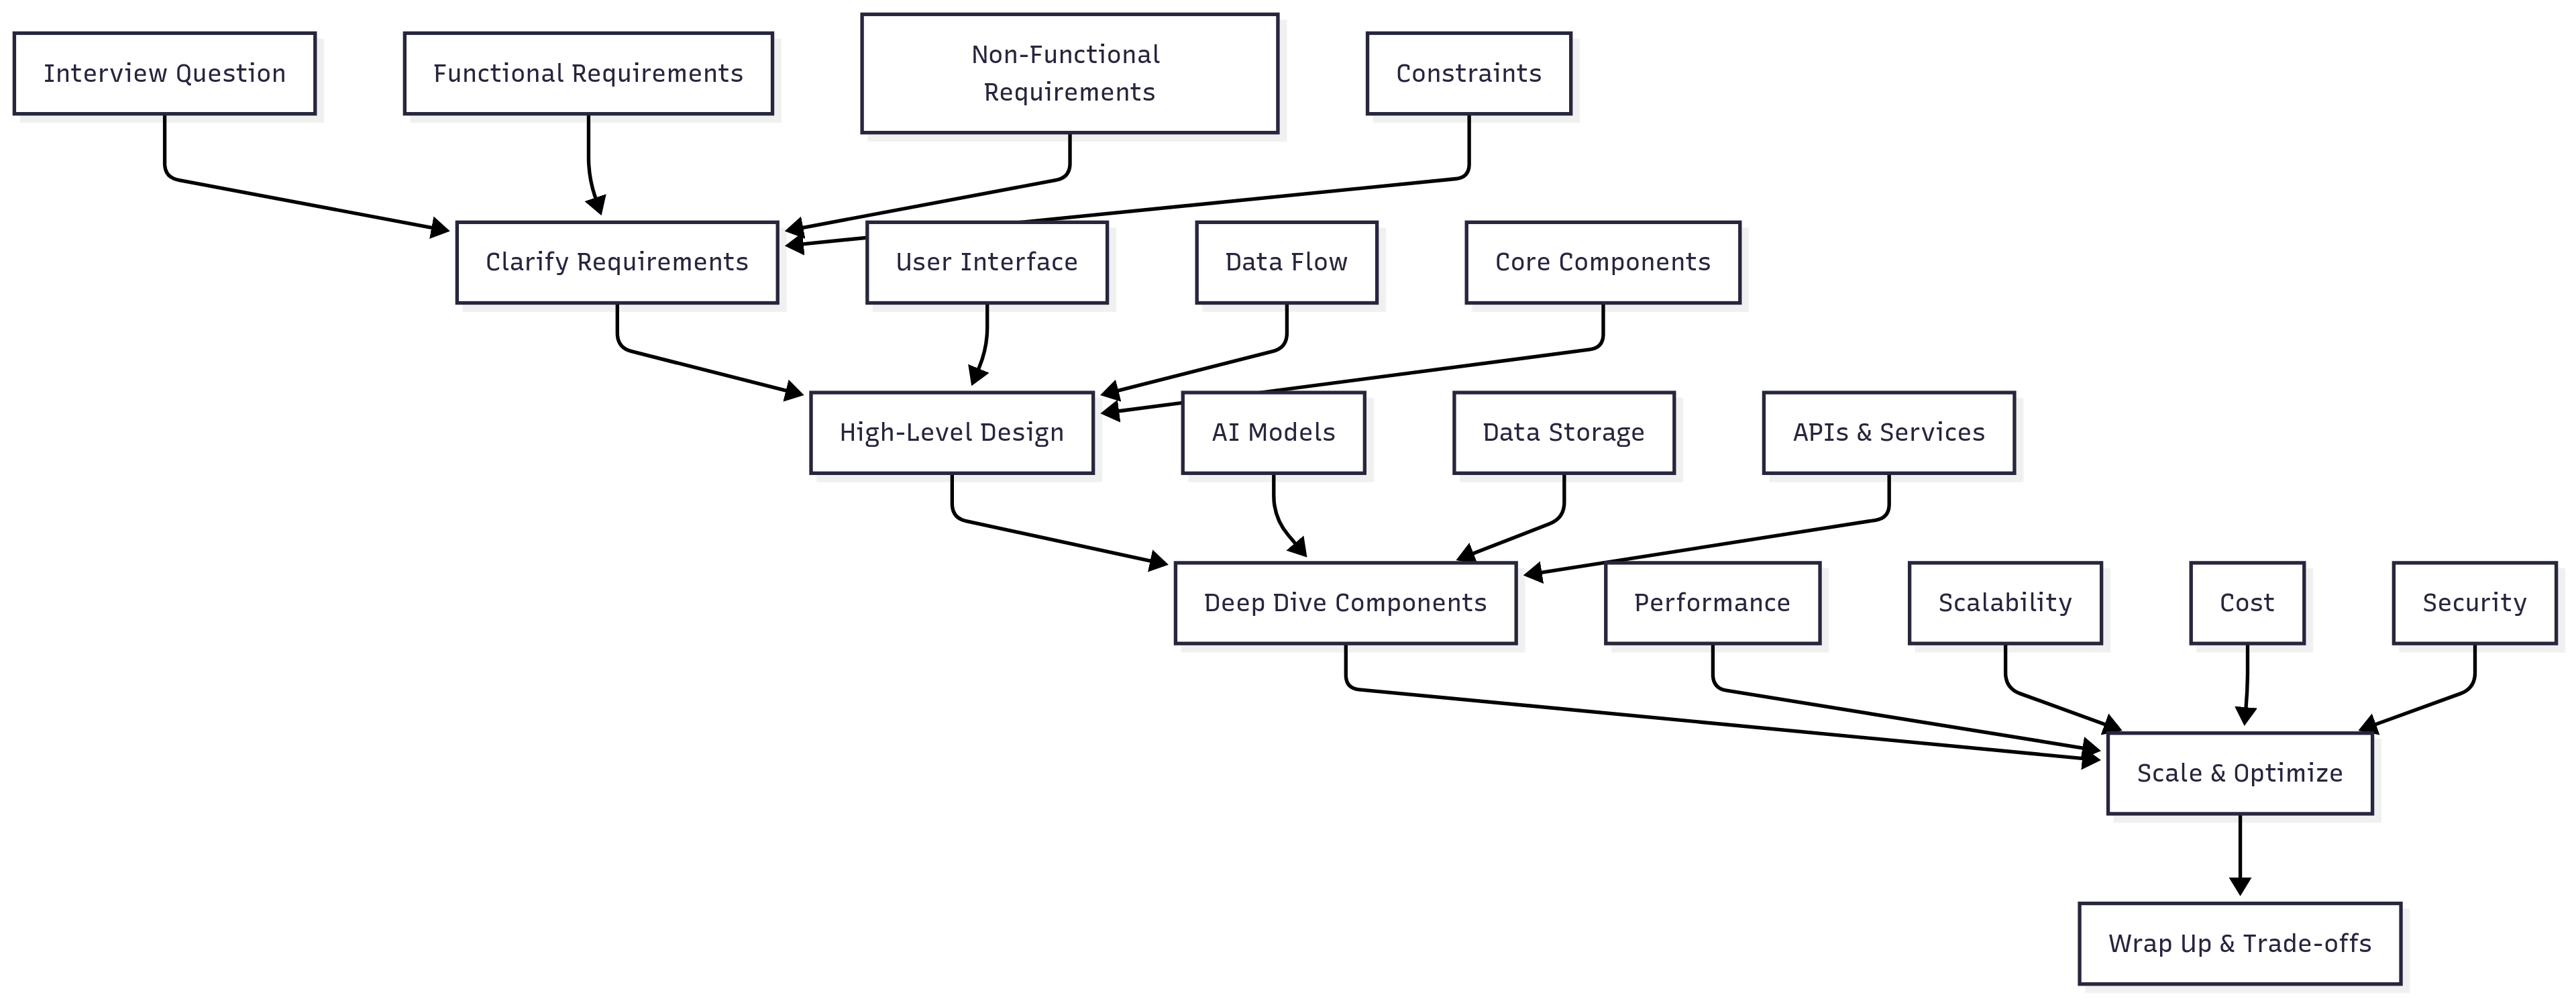 Interview Question
Functional Requirements
Non-Functional
Requirements
Constraints
Clarify Requirements
User Interface
Data Flow
Core Components
High-Level Design
AI Models
Data Storage
APIs & Services
Deep Dive Components
Performance
Scalability
Cost
Security
Scale & Optimize
Wrap Up & Trade-offs